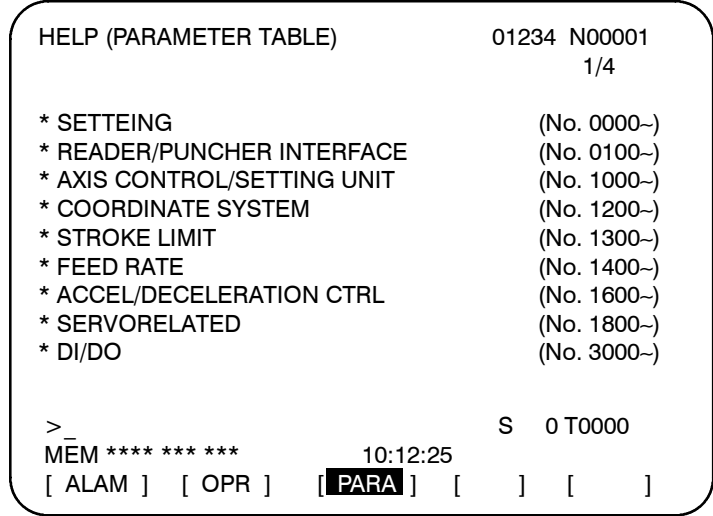 HELP (PARAMETER TABLE) 01234 N00001
1/4
* SETTEING (No. 0000~)
* READER/PUNCHER INTERFACE (No. 0100~)
* AXIS CONTROL/SETTING UNIT (No. 1000~)
* COORDINATE SYSTEM (No. 1200~)
* STROKE LIMIT (No. 1300~)
* FEED RATE (No. 1400~)
* ACCEL/DECELERATION CTRL (No. 1600~)
* SERVORELATED (No. 1800~)
* DI/DO (No. 3000~)
>_ S 0 T0000
MEM **** *** *** 10:12:25
[ ALAM ] [ OPR ] [ PARA ] [ ] [ ]